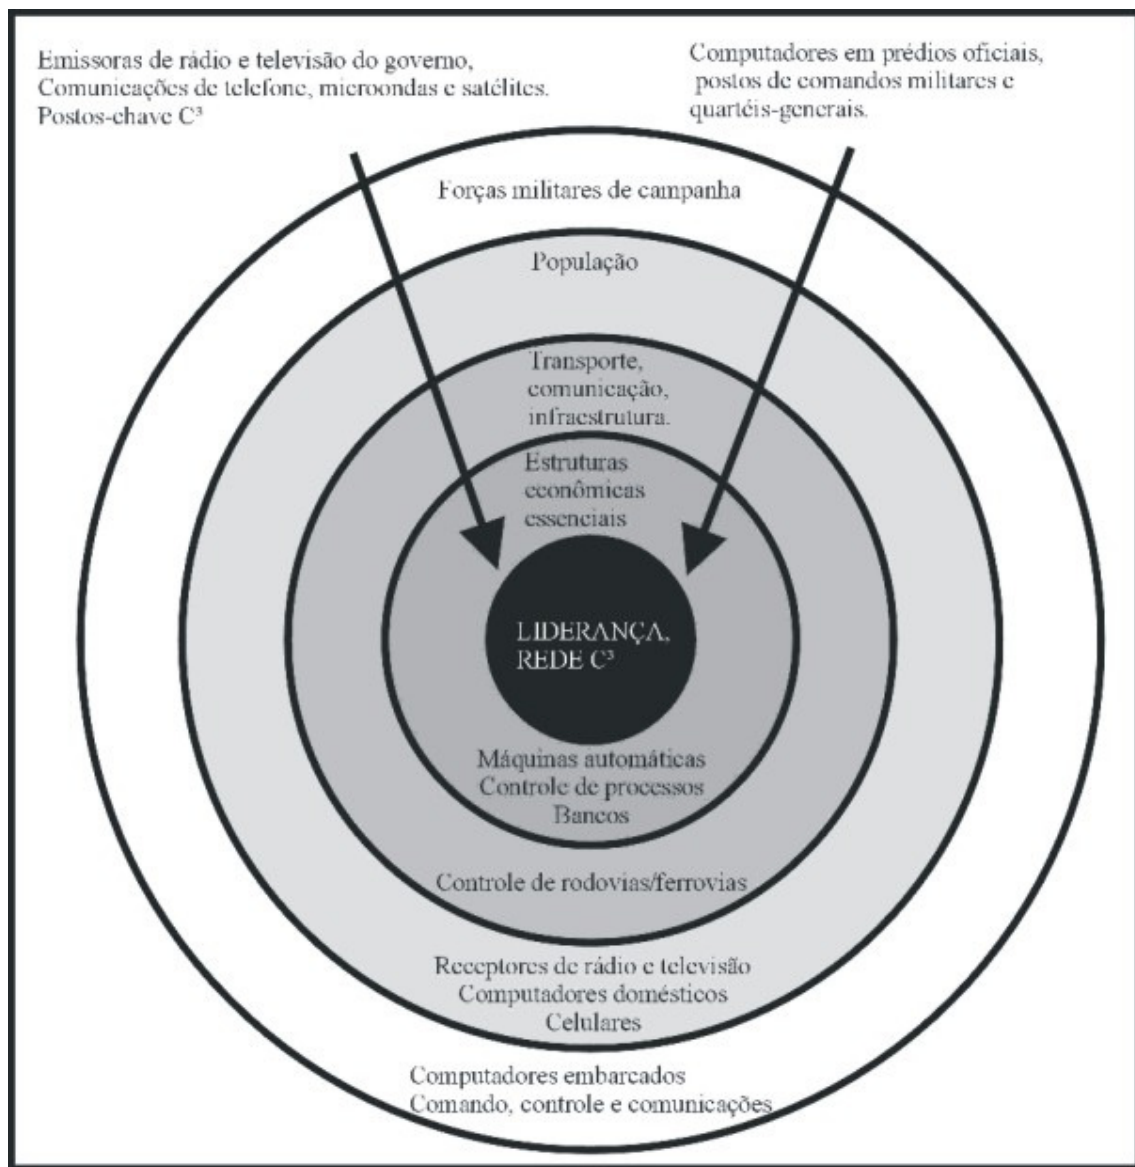 Emissoras de rádio e televisão do governo,
Comunicações de telefone, microondas e satélites.
Postos-chave C³
Computadores em prédios oficiais,
postos de comandos militares e
quartéis-generais.
Forças militares de campanha
População
Transporte,
comunicação,
infraestrutura.
Estruturas
econômicas
essenciais
LIDERANÇA,
REDE C³
Máquinas automáticas
Controle de processos
Bancos
Controle de rodovias/ferrovias
Receptores de rádio e televisão
Computadores domésticos
Celulares
Computadores embarcados
Comando, controle e comunicações